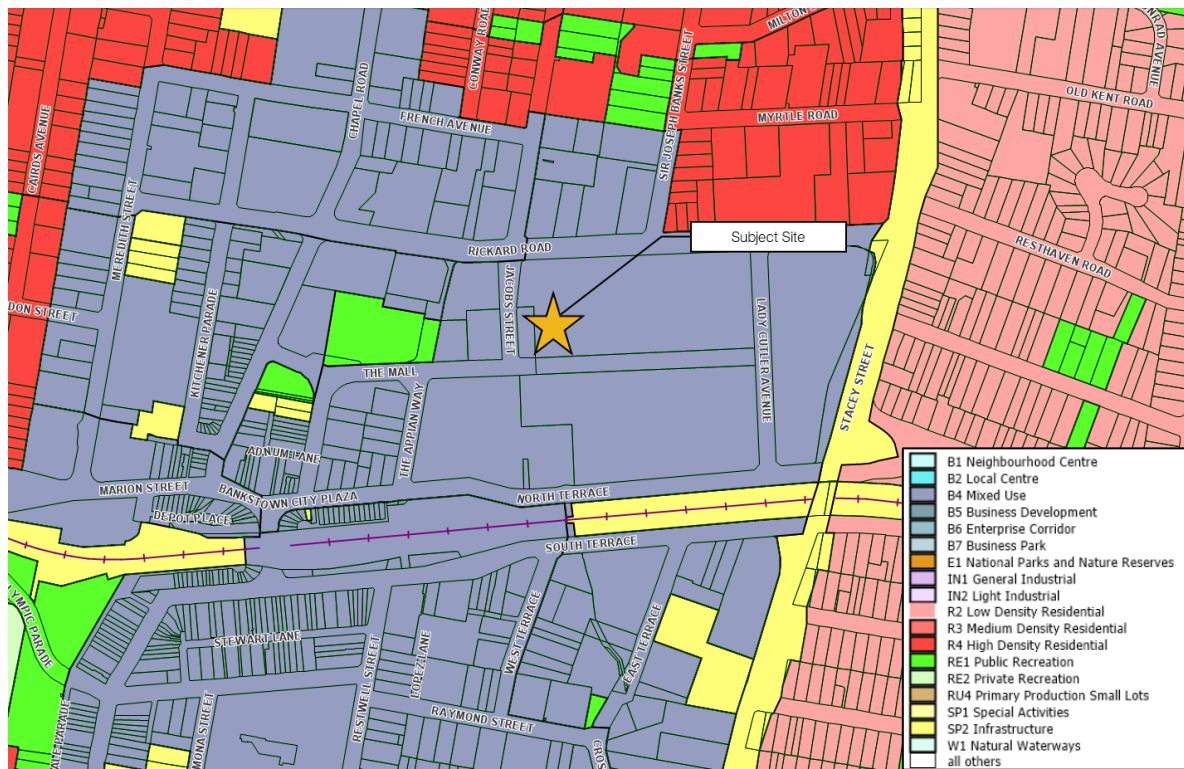 CONWAY ROAD
MILTON
CHAPEL ROAD
SIR JOSEPH BANKS STREET
OLD KENT ROAD
FRENCH AVENUE
MYRTLE ROAD
CAIRDS AVENUE
MEREDITH STREET
Subject Site
RICKARD ROAD
RESTHAVEN ROAD
JACOBS STREET
DON STREET
KITCHENER PARADE
LADY CUTLER AVENUE
THE MALL
STACEY STREET
THE APPIAN WAY
ADNUM LANE
MARION STREET
BANKSTOWN CITY PLAZA
NORTH TERRACE
DEPOT PLACE
SOUTH TERRACE
LYMPIC PARADE
STEWART LANE
WEST TERRACE
EAST TERRACE
RESTWELL STREET
LOPEZ LANE
RAYMOND STREET
ALE PARADE
MONA STREET
CROS
B1 Neighbourhood Centre
B2 Local Centre
B4 Mixed Use
B5 Business Development
B6 Enterprise Corridor
B7 Business Park
E1 National Parks and Nature Reserves
IN1 General Industrial
IN2 Light Industrial
R2 Low Density Residential
R3 Medium Density Residential
R4 High Density Residential
RE1 Public Recreation
RE2 Private Recreation
RU4 Primary Production Small Lots
SP1 Special Activities
SP2 Infrastructure
W1 Natural Waterways
all others